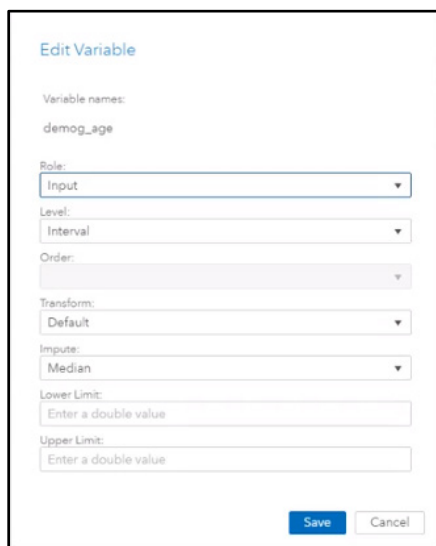 Edit Variable
Variable names:
demog_age
Role:
Input
Level:
Interval
Order:
Transform:
Default
Impute:
Median
Lower Limit:
Enter a double value
Upper Limit:
Enter a double value
Save Cancel